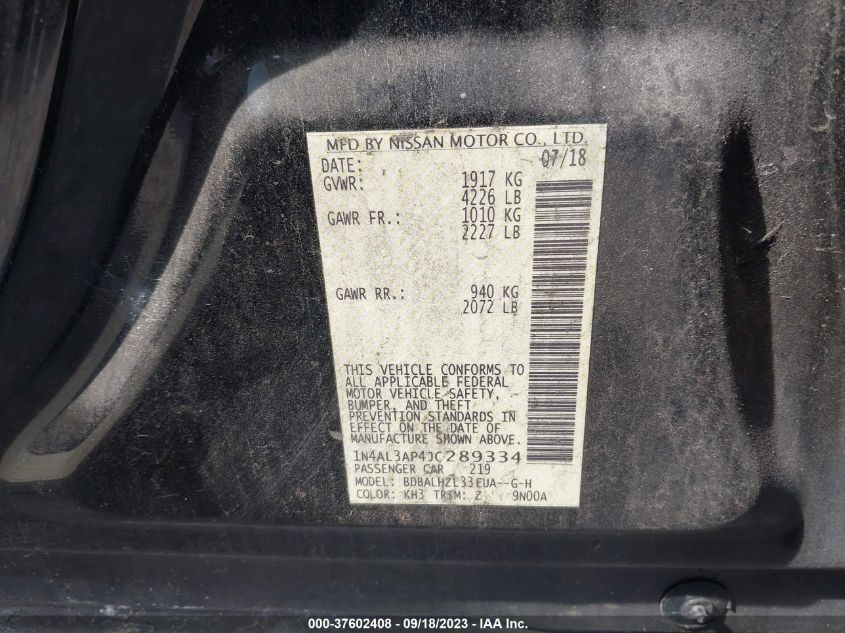 MFD BY NISSAN MOTOR CO., LTD.
DATE: 07/18
GVWR: 1917 KG
4226 LB
GAWR FR.: 1010 KG
2227 LB
GAWR RR.: 940 KG
2072 LB
THIS VEHICLE CONFORMS TO
ALL APPLICABLE FEDERAL
MOTOR VEHICLE SAFETY,
BUMPER, AND THEFT
PREVENTION STANDARDS IN
EFFECT ON THE DATE OF
MANUFACTURE SHOWN ABOVE.
1N4AL3AP4JC289334
PASSENGER CAR 219
MODEL: BDBALHZL33EUA--G-H
COLOR: KH3 TRIM: Z 9N00A
000-37602408 - 09/18/2023 - IAA Inc.